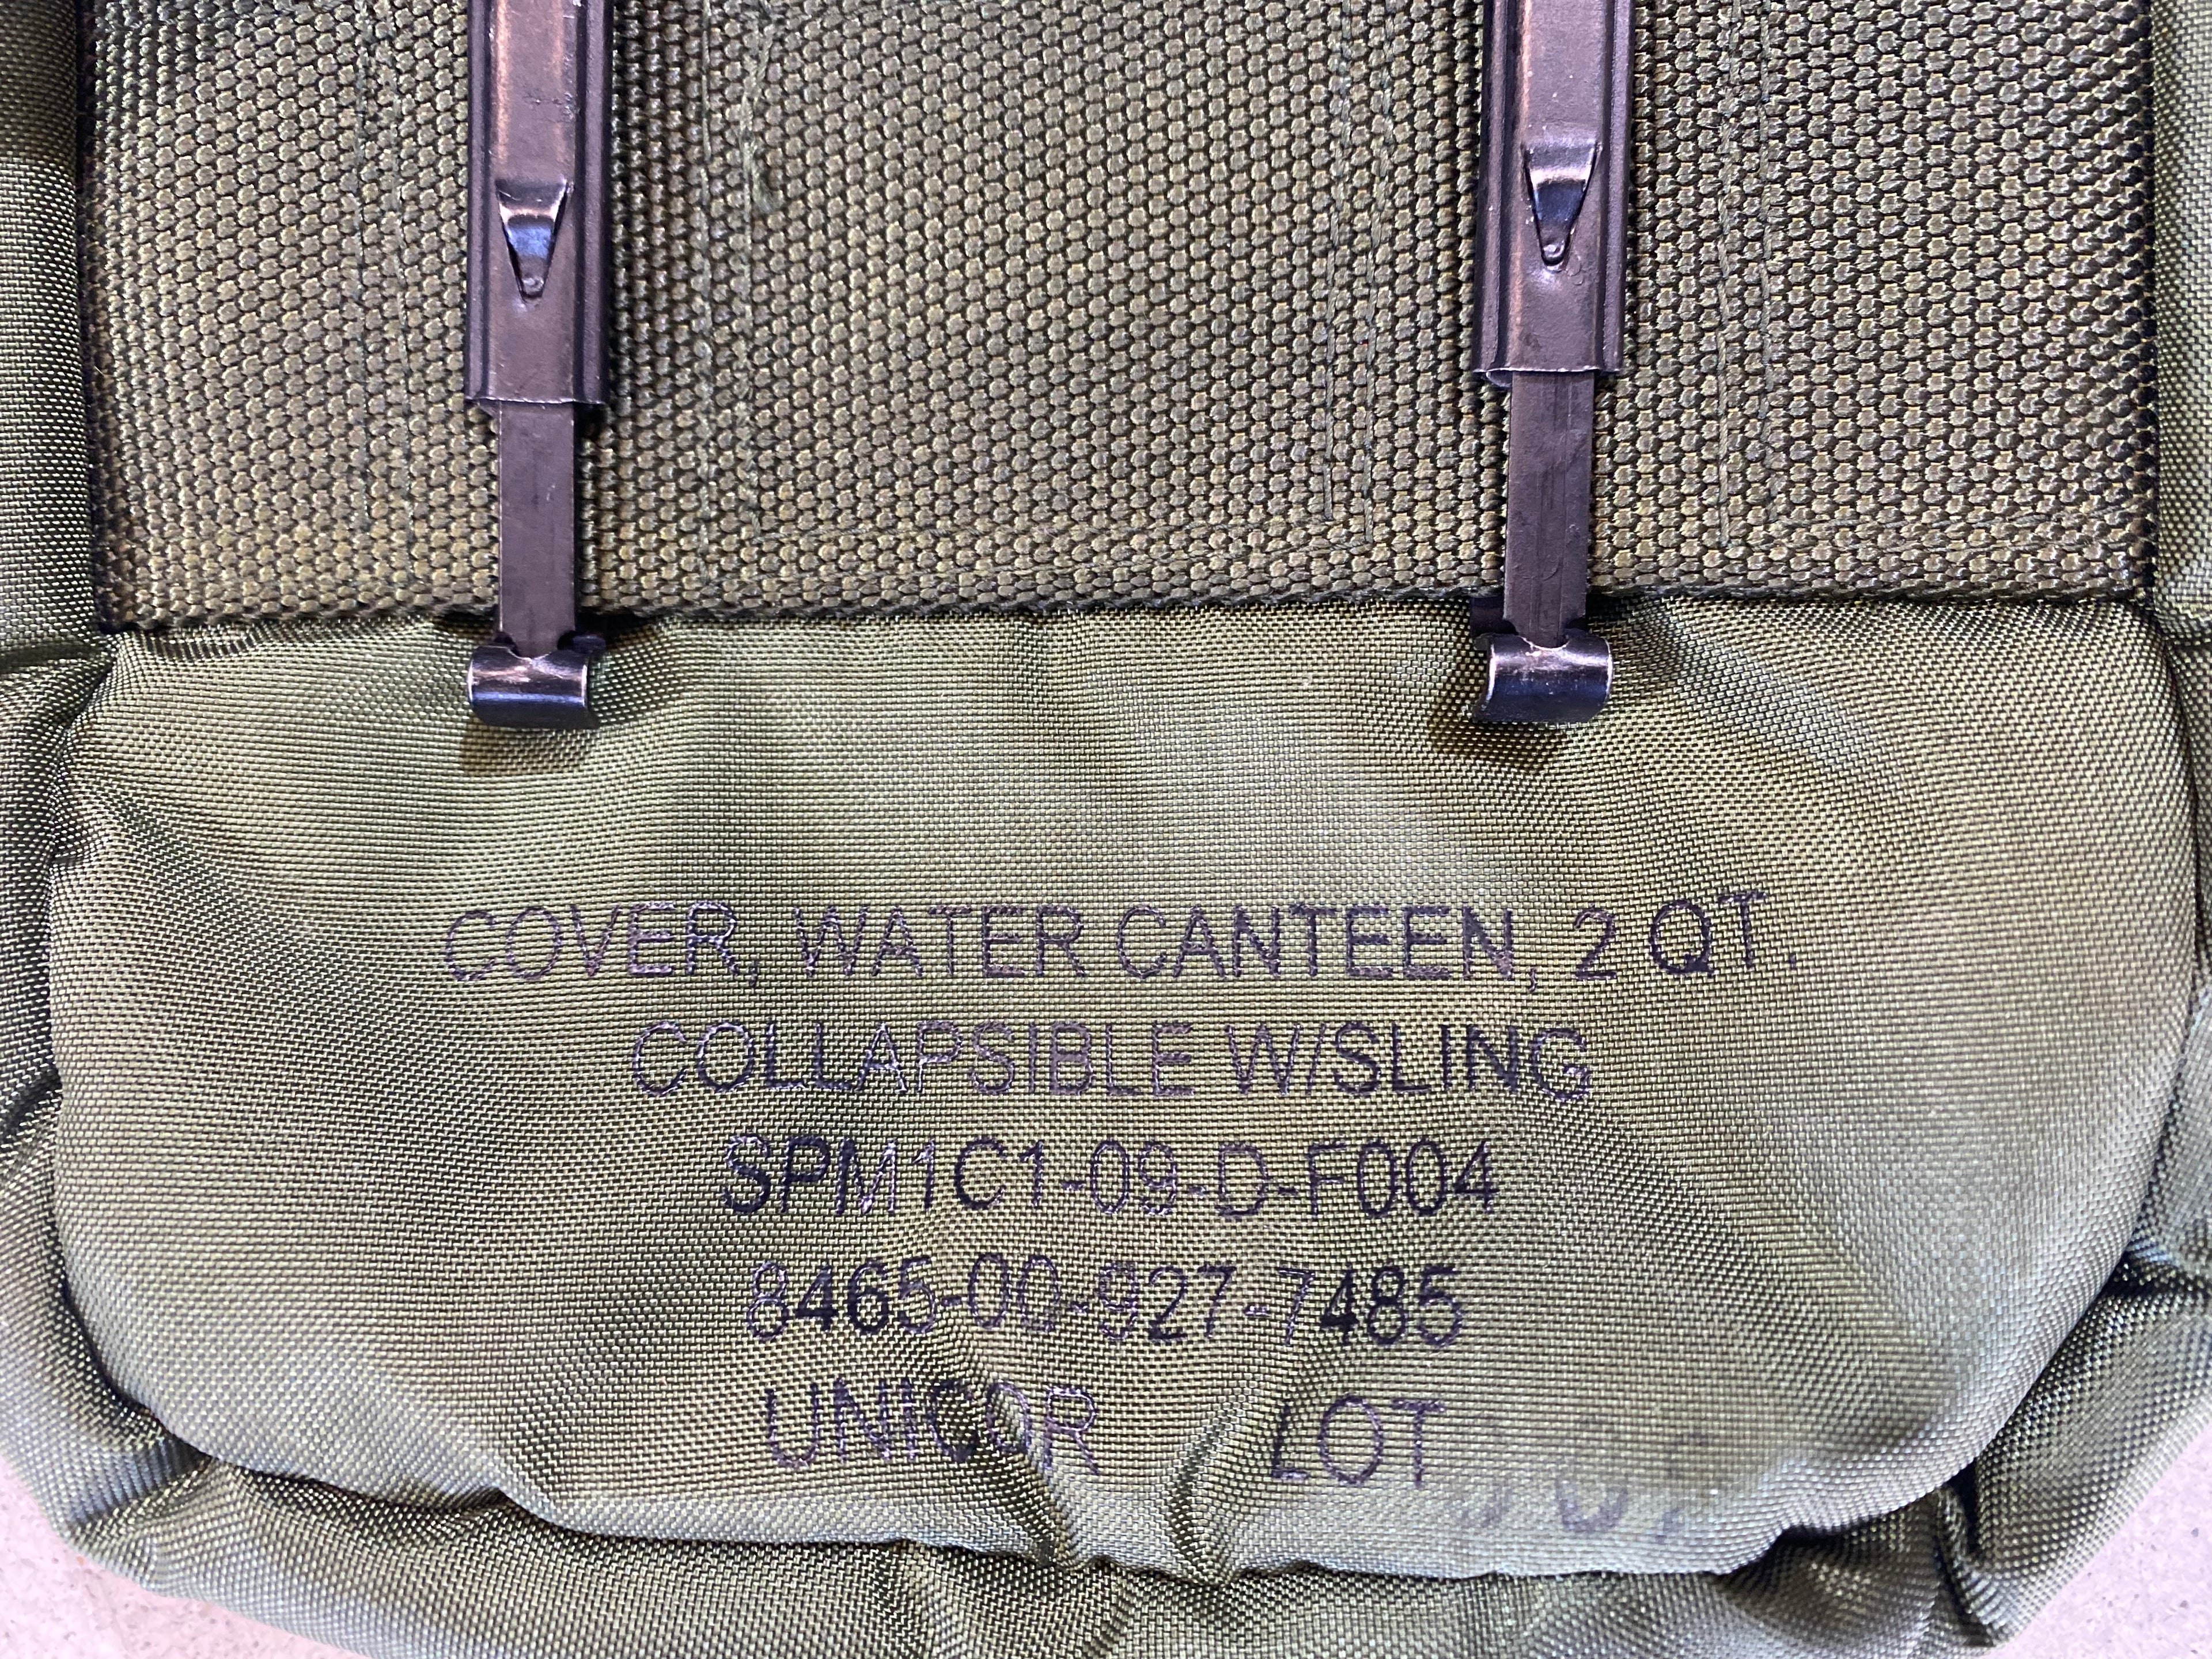 COVER, WATER CANTEEN, 2 QT.
COLLAPSIBLE W/SLING
SPM1C1-09-D-F004
8465-00-927-7485
UNICOR LOT